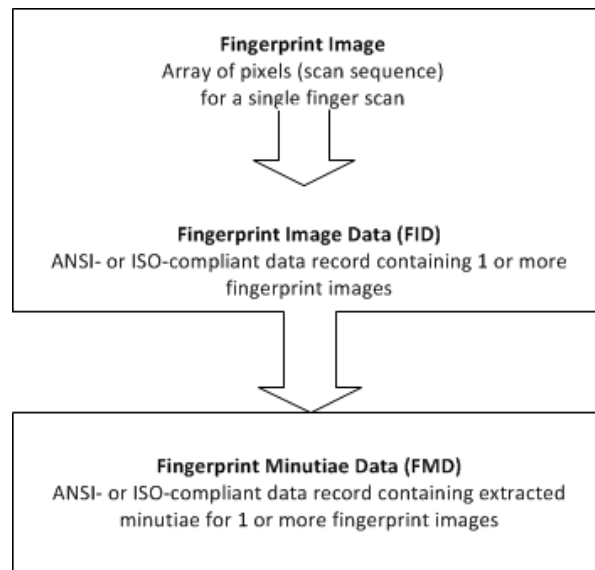 Fingerprint Image
Array of pixels (scan sequence)
for a single finger scan
Fingerprint Image Data (FID)
ANSI- or ISO-compliant data record containing 1 or more
fingerprint images
Fingerprint Minutiae Data (FMD)
ANSI- or ISO-compliant data record containing extracted
minutiae for 1 or more fingerprint images